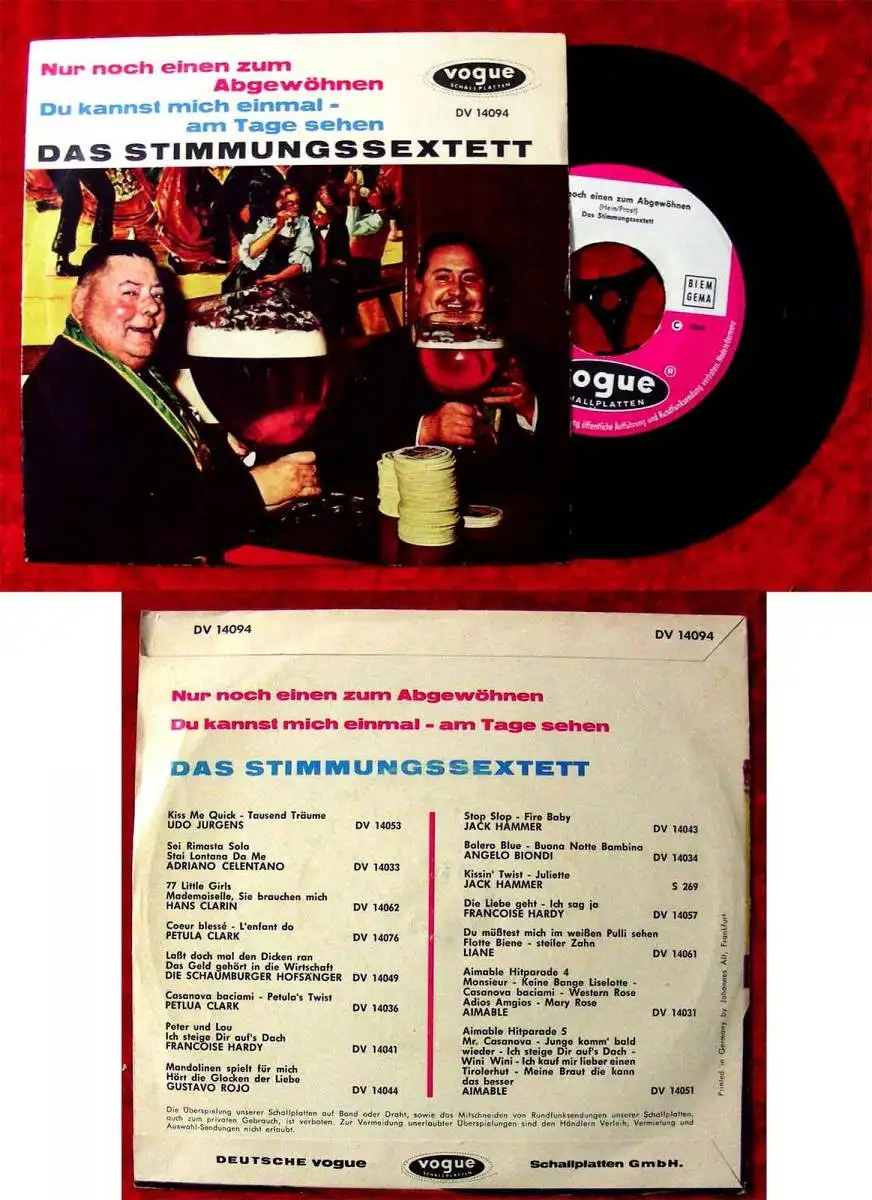 Nur noch einen zum
Abgewöhnen
Du kannst mich einmal -
am Tage sehen
vogue
SCHALLPLATTEN
DV 14094
DAS STIMMUNGSSEXTETT
noch einen zum Abgewöhnen
(Hein/Prost)
Das Stimmungssextett
BIEM
GEMA
vogue
SCHALLPLATTEN
öffentliche Aufführung und Rundfunksendung verboten. Made in Germany
DV 14094
DV 14094
Nur noch einen zum Abgewöhnen
Du kannst mich einmal - am Tage sehen
DAS STIMMUNGSSEXTETT
Kiss Me Quick - Tausend Träume
UDO JURGENS DV 14053
Sei Rimasta Sola
Stai Lontana Da Me
ADRIANO CELENTANO DV 14033
77 Little Girls
Mademoiselle, Sie brauchen mich
HANS CLARIN DV 14062
Coeur blessé - L'enfant do
PETULA CLARK DV 14076
Laßt doch mal den Dicken ran
Das Geld gehört in die Wirtschaft
DIE SCHAUMBURGER HOFSÄNGER DV 14049
Casanova baciami - Petula's Twist
PETLUA CLARK DV 14036
Peter und Lou
Ich steige Dir auf's Dach
FRANCOISE HARDY DV 14041
Mandolinen spielt für mich
Hört die Glocken der Liebe
GUSTAVO ROJO DV 14044
Stop Slop - Fire Baby
JACK HAMMER DV 14043
Bolero Blue - Buona Notte Bambina
ANGELO BIONDI DV 14034
Kissin' Twist - Juliette
JACK HAMMER S 269
Die Liebe geht - Ich sag ja
FRANCOISE HARDY DV 14057
Du müßtest mich im weißen Pulli sehen
Flotte Biene - steiler Zahn
LIANE DV 14061
Aimable Hitparade 4
Monsieur - Keine Bange Liselotte -
Casanova baciami - Western Rose
Adios Amgios - Mary Rose
AIMABLE DV 14031
Aimable Hitparade 5
Mr. Casanova - Junge komm' bald
wieder - Ich steige Dir auf's Dach -
Wini Wini - Ich kauf mir lieber einen
Tirolerhut - Meine Braut die kann
das besser
AIMABLE DV 14051
Printed in Germany by Johannes Alt, Frankfurt
Die Überspielung unserer Schallplatten auf Band oder Draht, sowie das Mitschneiden von Rundfunksendungen unserer Schallplatten,
auch zum privaten Gebrauch, ist verboten. Zur Vermeidung unerlaubter Überspielungen sind den Händlern Verleih, Vermietung und
Auswahl-Sendungen nicht erlaubt.
DEUTSCHE vogue vogue SCHALLPLATTEN Schallplatten GmbH.